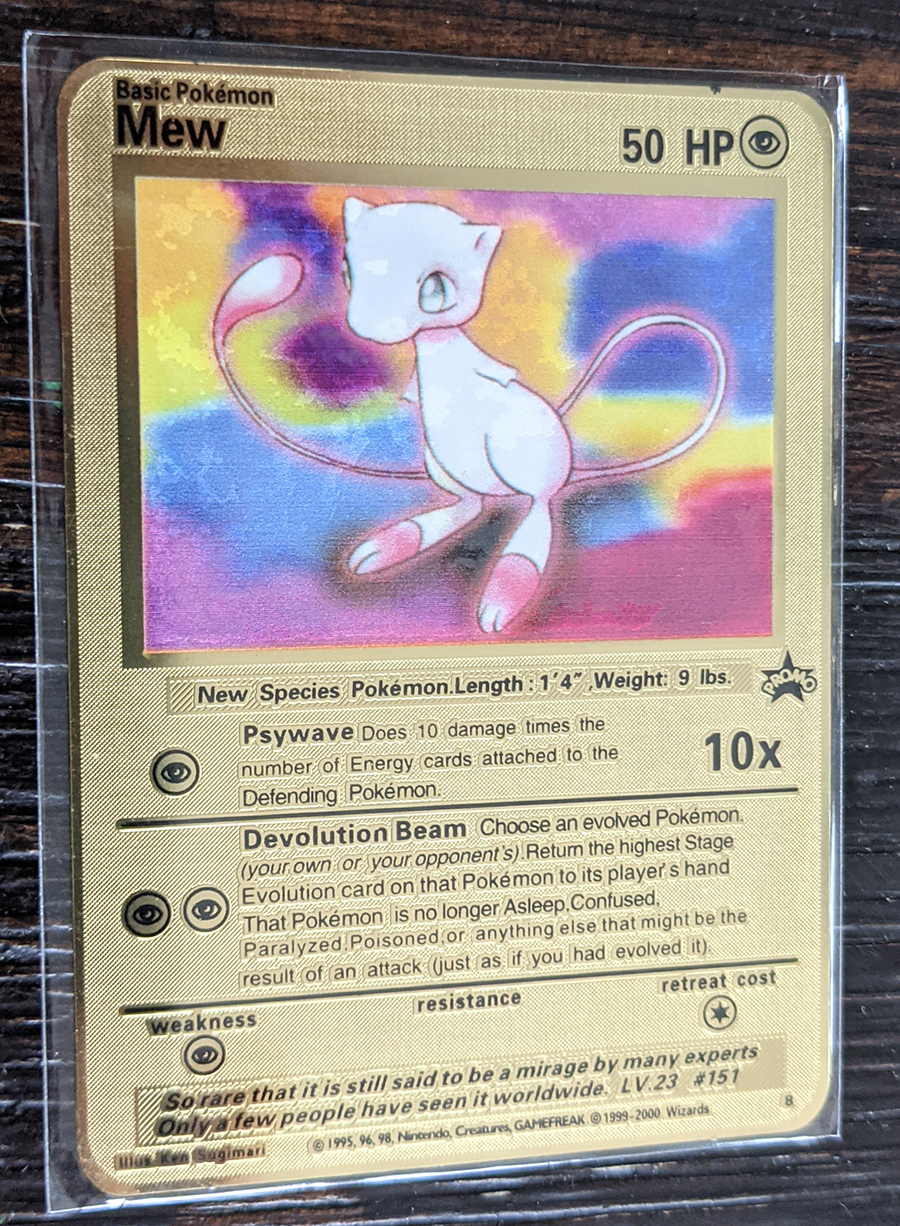 Basic Pokémon
Mew
50 HP
New Species Pokémon.Length : 1'4" ,Weight: 9 lbs.
PROMO
Psywave Does 10 damage times the
number of Energy cards attached to the
Defending Pokémon.
10x
Devolution Beam Choose an evolved Pokémon.
(your own or your opponent's).Return the highest Stage
Evolution card on that Pokémon to its player's hand
That Pokémon is no longer Asleep,Confused,
Paralyzed,Poisoned,or anything else that might be the
result of an attack (just as if you had evolved it).
weakness
resistance
retreat cost
So rare that it is still said to be a mirage by many experts
Only a few people have seen it worldwide. LV.23 #151
8
Illus Ken Sugimari
© 1995, 96, 98, Nintendo, Creatures, GAMEFREAK © 1999-2000 Wizards